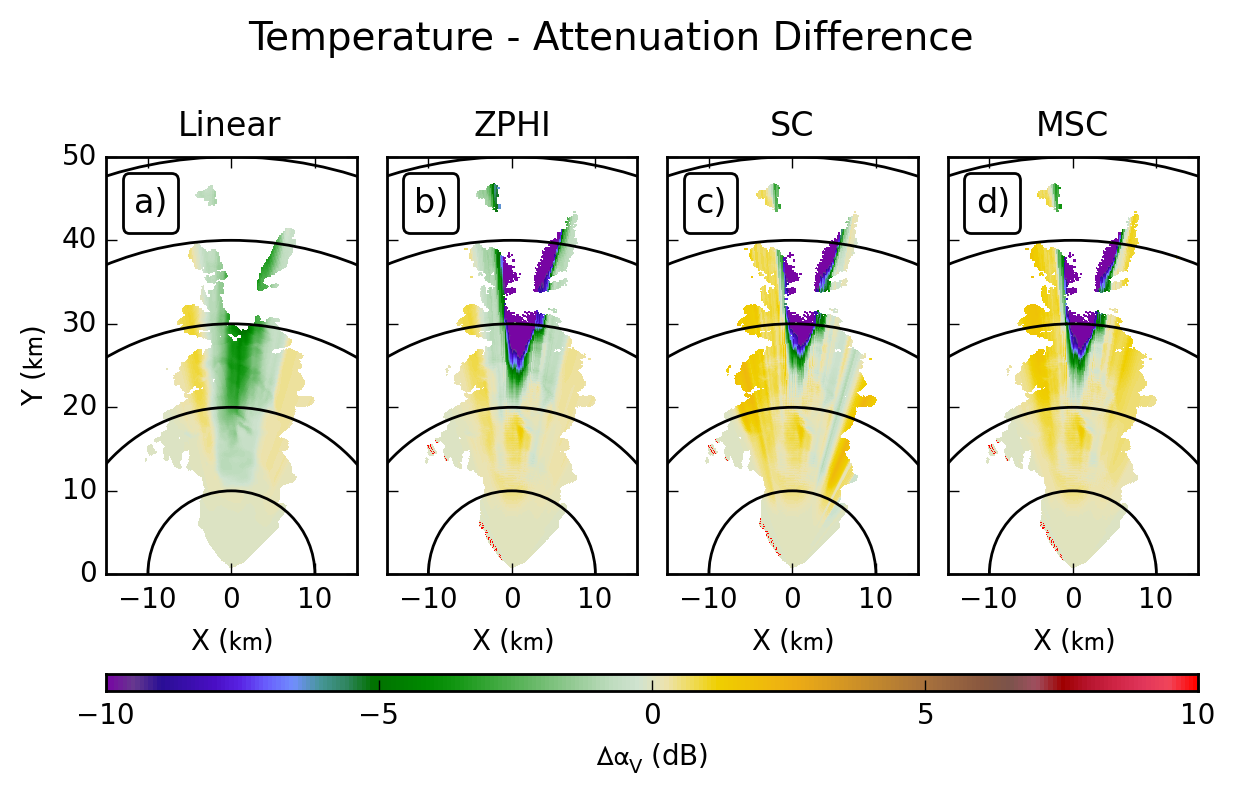 Temperature - Attenuation Difference
Linear ZPHI SC MSC
50
a) b) c) d)
40
30
20
10
0
Y (km)
−10 0 10 −10 0 10 −10 0 10 −10 0 10
X (km) X (km) X (km) X (km)
−10 −5 0 5 10
Δα_V (dB)